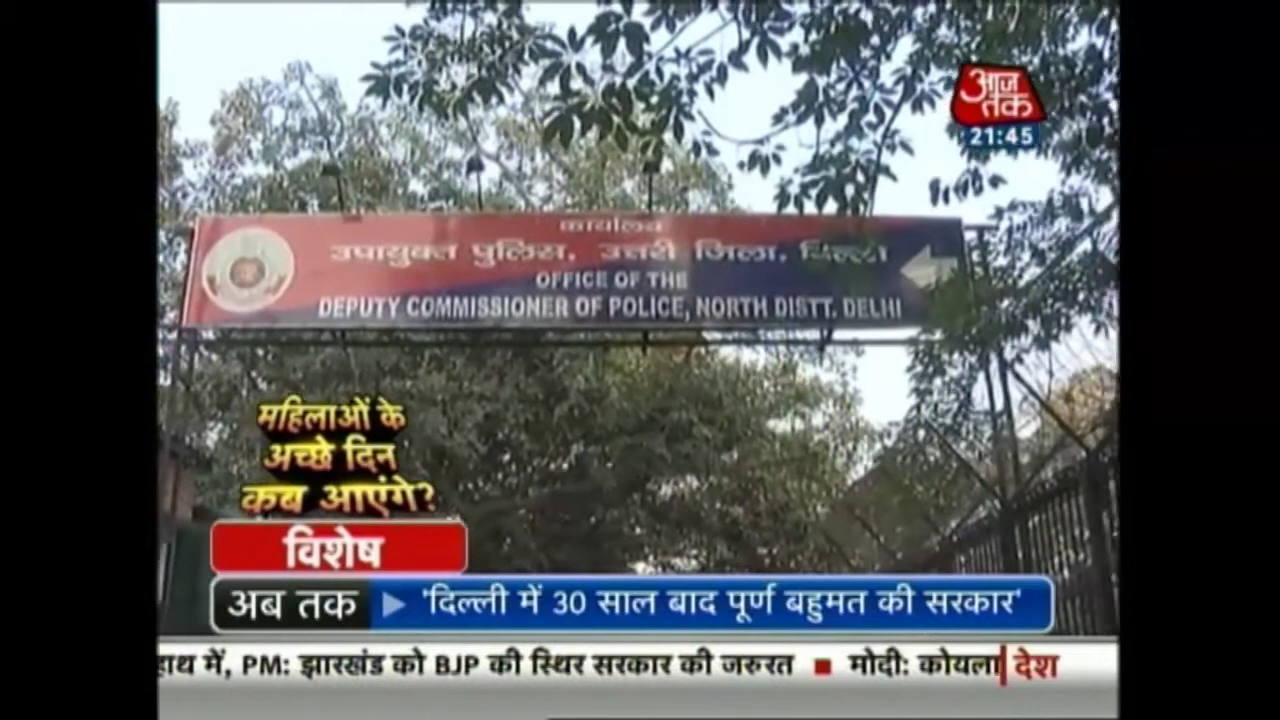 आज
तक
21:45
कार्यालय
उपायुक्त पुलिस, उत्तरी जिला, दिल्ली
OFFICE OF THE
DEPUTY COMMISSIONER OF POLICE, NORTH DISTT. DELHI
महिलाओं के
अच्छे दिन
कब आएंगे?
विशेष
अब तक 'दिल्ली में 30 साल बाद पूर्ण बहुमत की सरकार'
हाथ में, PM: झारखंड को BJP की स्थिर सरकार की जरुरत ■ मोदी: कोयला देश